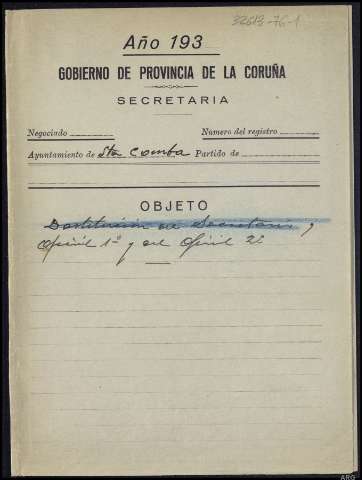 32613-76-1
Año 193
GOBIERNO DE PROVINCIA DE LA CORUÑA
SECRETARIA
Negociado
Número del registro
Ayuntamiento de Sta Comba Partido de
OBJETO
Destitución de Secretario y
Oficial 1º y del Oficial 2º
ARG